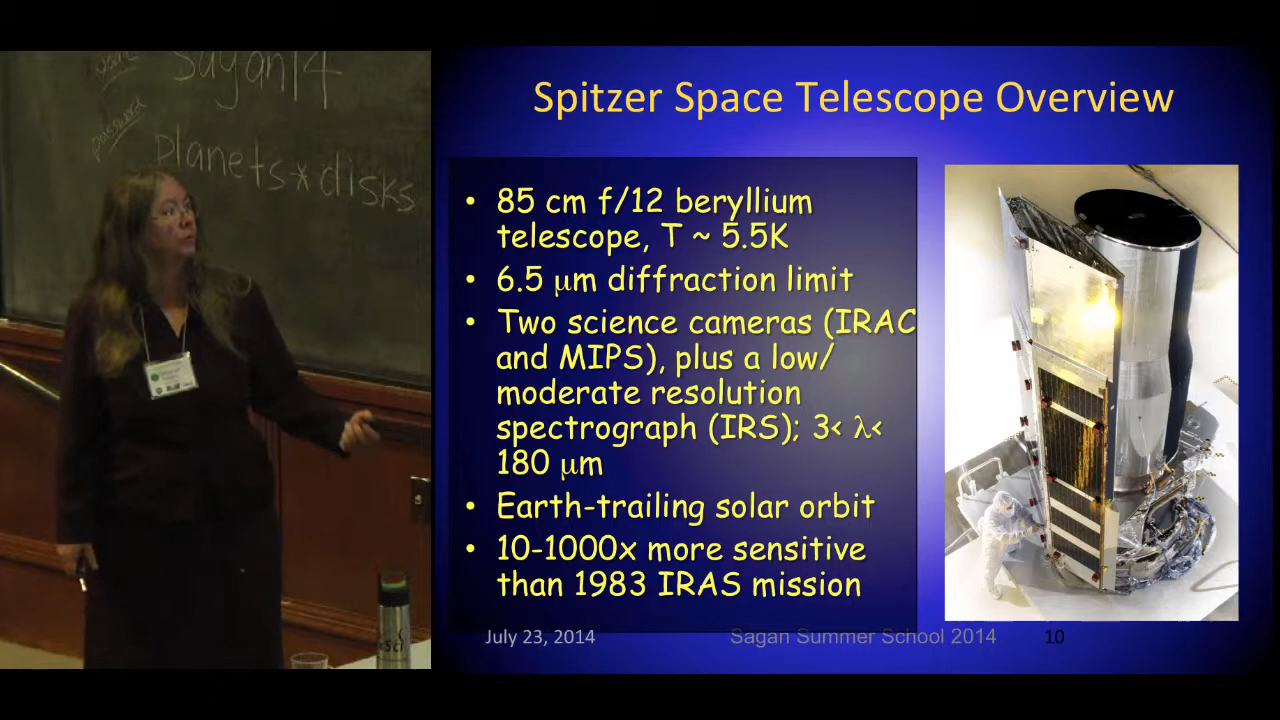 Sagan14
password
planets*disks
Spitzer Space Telescope Overview
• 85 cm f/12 beryllium
telescope, T ~ 5.5K
• 6.5 μm diffraction limit
• Two science cameras (IRAC
and MIPS), plus a low/
moderate resolution
spectrograph (IRS); 3< λ<
180 μm
• Earth-trailing solar orbit
• 10-1000x more sensitive
than 1983 IRAS mission
July 23, 2014
Sagan Summer School 2014
10